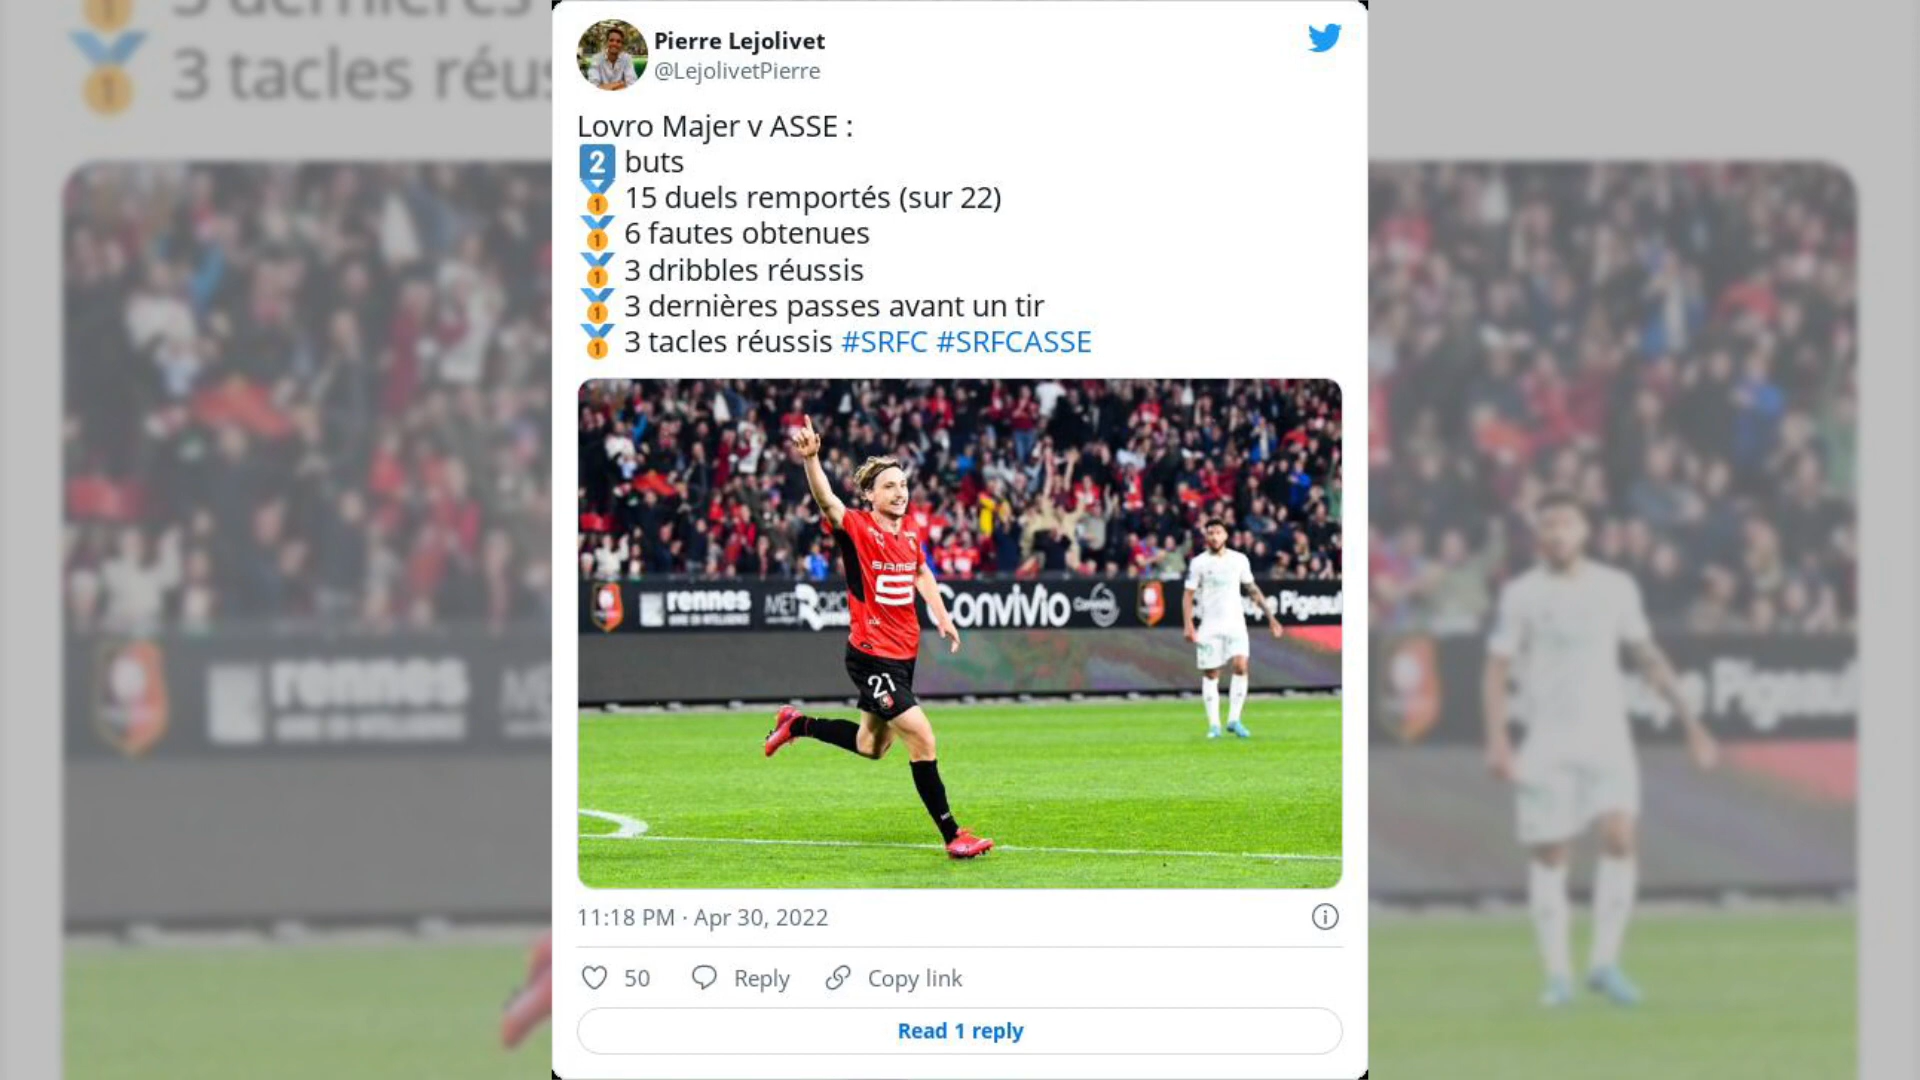 3 tacles réus
Pierre Lejolivet
@LejolivetPierre
Lovro Majer v ASSE :
2️⃣ buts
🥇 15 duels remportés (sur 22)
🥇 6 fautes obtenues
🥇 3 dribbles réussis
🥇 3 dernières passes avant un tir
🥇 3 tacles réussis #SRFC #SRFCASSE
rennes
Convivio
21
11:18 PM · Apr 30, 2022
50 Reply Copy link
Read 1 reply
rennes